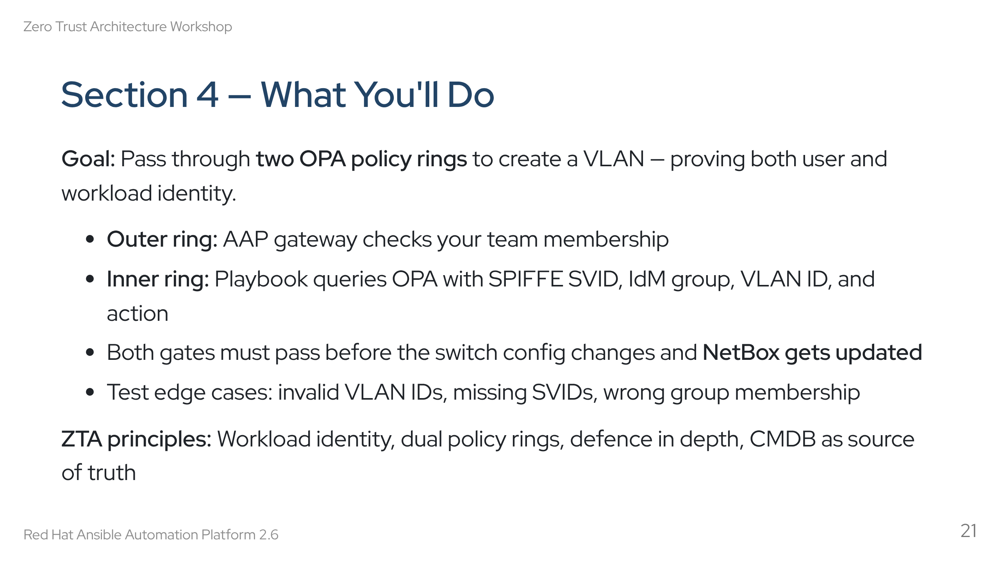 Zero Trust Architecture Workshop
Section 4 — What You'll Do
Goal: Pass through two OPA policy rings to create a VLAN — proving both user and
workload identity.
• Outer ring: AAP gateway checks your team membership
• Inner ring: Playbook queries OPA with SPIFFE SVID, IdM group, VLAN ID, and
action
• Both gates must pass before the switch config changes and NetBox gets updated
• Test edge cases: invalid VLAN IDs, missing SVIDs, wrong group membership
ZTA principles: Workload identity, dual policy rings, defence in depth, CMDB as source
of truth
Red Hat Ansible Automation Platform 2.6
21